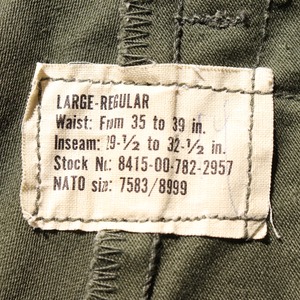 LARGE-REGULAR
Waist: From 35 to 39 in.
Inseam: 29-1/2 to 32-1/2 in.
Stock No: 8415-00-782-2957
NATO size: 7583/8999